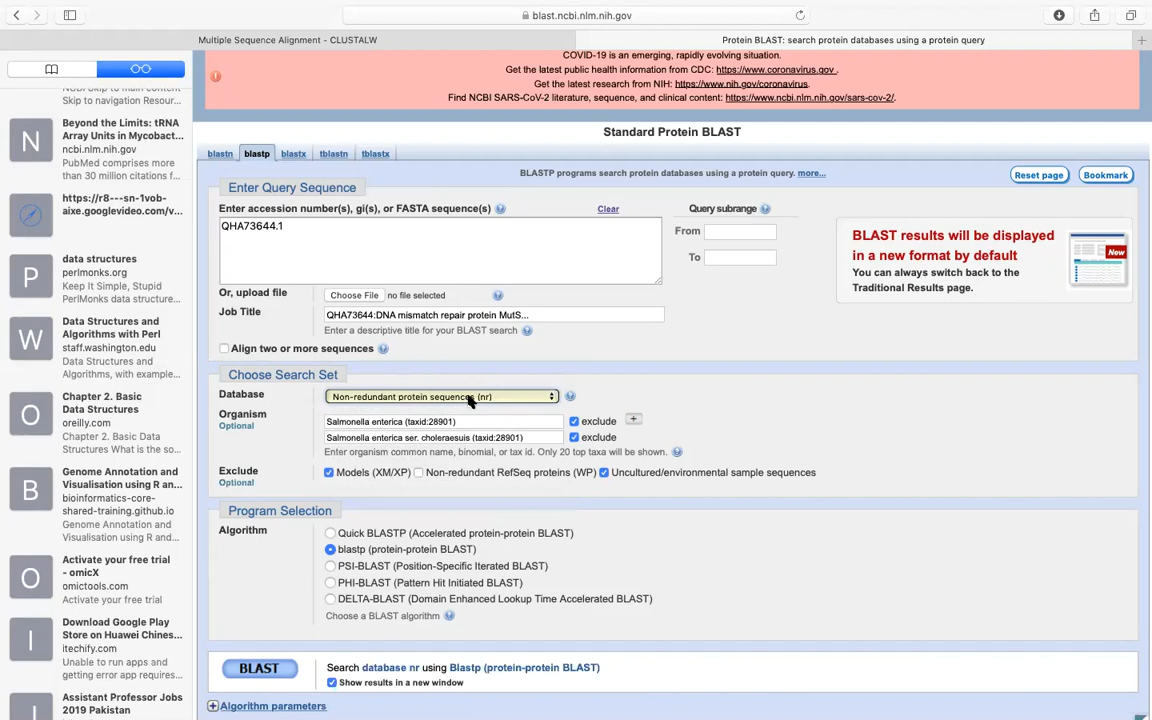 blast.ncbi.nlm.nih.gov
Multiple Sequence Alignment - CLUSTALW
Protein BLAST: search protein databases using a protein query
NCBI Skip to main content
Skip to navigation Resour...
N
Beyond the Limits: tRNA
Array Units in Mycobact...
ncbi.nlm.nih.gov
PubMed comprises more
than 30 million citations f...
https://r8---sn-1vob-
aixe.googlevideo.com/v...
P
data structures
perlmonks.org
Keep It Simple, Stupid
PerlMonks data structure...
W
Data Structures and
Algorithms with Perl
staff.washington.edu
Data Structures and
Algorithms, with example...
O
Chapter 2. Basic
Data Structures
oreilly.com
Chapter 2. Basic Data
Structures What is the so...
B
Genome Annotation and
Visualisation using R an...
bioinformatics-core-
shared-training.github.io
Genome Annotation and
Visualisation using R and...
O
Activate your free trial
- omicX
omictools.com
Activate your free trial
I
Download Google Play
Store on Huawei Chines...
itechify.com
Unable to run apps and
getting error app requires...
A
Assistant Professor Jobs
2019 Pakistan
COVID-19 is an emerging, rapidly evolving situation.
Get the latest public health information from CDC: https://www.coronavirus.gov .
Get the latest research from NIH: https://www.nih.gov/coronavirus.
Find NCBI SARS-CoV-2 literature, sequence, and clinical content: https://www.ncbi.nlm.nih.gov/sars-cov-2/.
Standard Protein BLAST
blastn blastp blastx tblastn tblastx
BLASTP programs search protein databases using a protein query. more...
Reset page
Bookmark
Enter Query Sequence
Enter accession number(s), gi(s), or FASTA sequence(s) ?
Clear
Query subrange ?
QHA73644.1
From
To
BLAST results will be displayed
in a new format by default
You can always switch back to the
Traditional Results page.
New
Or, upload file Choose File no file selected ?
Job Title QHA73644:DNA mismatch repair protein MutS...
Enter a descriptive title for your BLAST search ?
Align two or more sequences ?
Choose Search Set
Database Non-redundant protein sequences (nr) ?
Organism
Optional
Salmonella enterica (taxid:28901) exclude +
Salmonella enterica ser. choleraesuis (taxid:28901) exclude
Enter organism common name, binomial, or tax id. Only 20 top taxa will be shown. ?
Exclude
Optional
Models (XM/XP) Non-redundant RefSeq proteins (WP) Uncultured/environmental sample sequences
Program Selection
Algorithm
Quick BLASTP (Accelerated protein-protein BLAST)
blastp (protein-protein BLAST)
PSI-BLAST (Position-Specific Iterated BLAST)
PHI-BLAST (Pattern Hit Initiated BLAST)
DELTA-BLAST (Domain Enhanced Lookup Time Accelerated BLAST)
Choose a BLAST algorithm ?
BLAST
Search database nr using Blastp (protein-protein BLAST)
Show results in a new window
Algorithm parameters